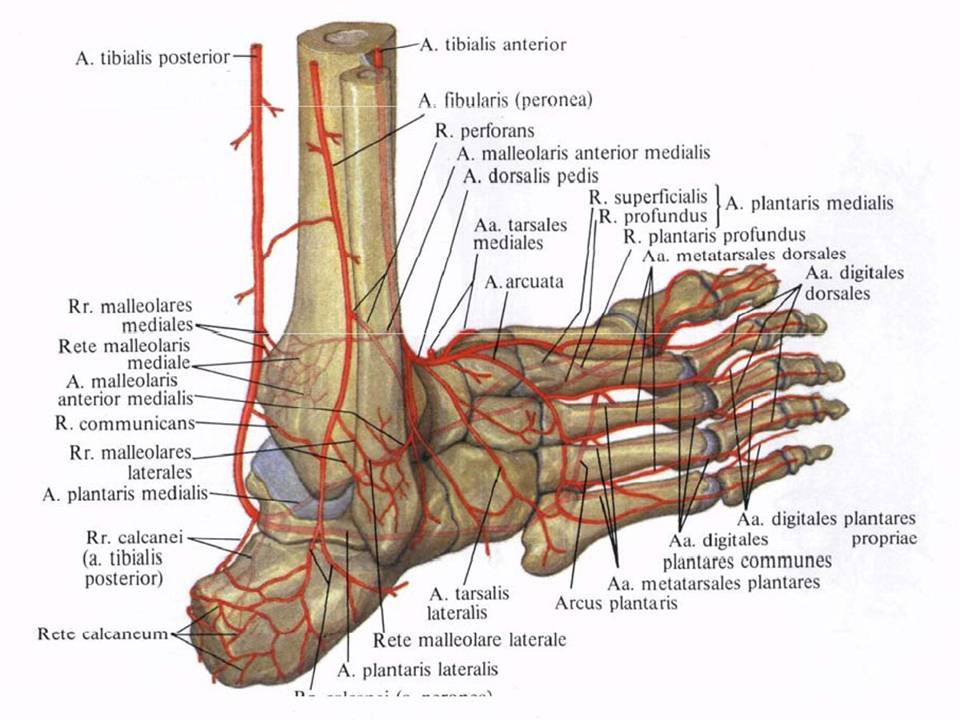 A. tibialis posterior
A. tibialis anterior
A. fibularis (peronea)
R. perforans
A. malleolaris anterior medialis
A. dorsalis pedis
R. superficialis
R. profundus
A. plantaris medialis
Aa. tarsales
mediales
R. plantaris profundus
Aa. metatarsales dorsales
Aa. digitales
dorsales
A. arcuata
Rr. malleolares
mediales
Rete malleolaris
mediale
A. malleolaris
anterior medialis
R. communicans
Rr. malleolares
laterales
A. plantaris medialis
Rr. calcanei
(a. tibialis
posterior)
Rete calcaneum
Aa. digitales plantares
propriae
Aa. digitales
plantares communes
Aa. metatarsales plantares
Arcus plantaris
A. tarsalis
lateralis
Rete malleolare laterale
A. plantaris lateralis